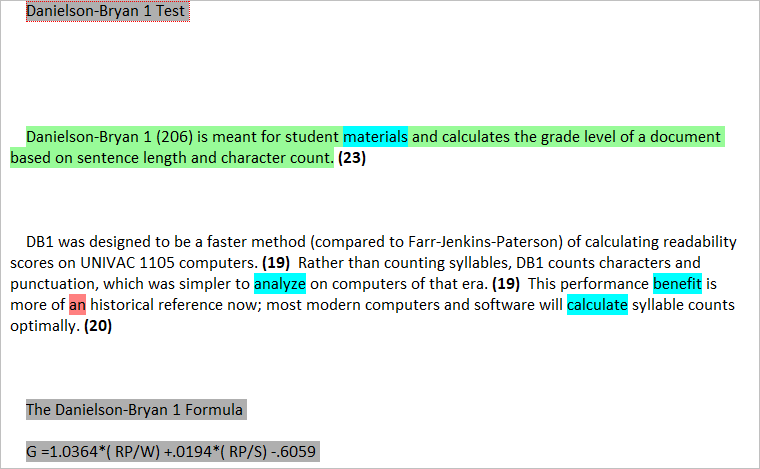 Danielson-Bryan 1 Test
Danielson-Bryan 1 (206) is meant for student materials and calculates the grade level of a document
based on sentence length and character count. (23)
DB1 was designed to be a faster method (compared to Farr-Jenkins-Paterson) of calculating readability
scores on UNIVAC 1105 computers. (19) Rather than counting syllables, DB1 counts characters and
punctuation, which was simpler to analyze on computers of that era. (19) This performance benefit is
more of an historical reference now; most modern computers and software will calculate syllable counts
optimally. (20)
The Danielson-Bryan 1 Formula
G =1.0364*( RP/W) +.0194*( RP/S) -.6059